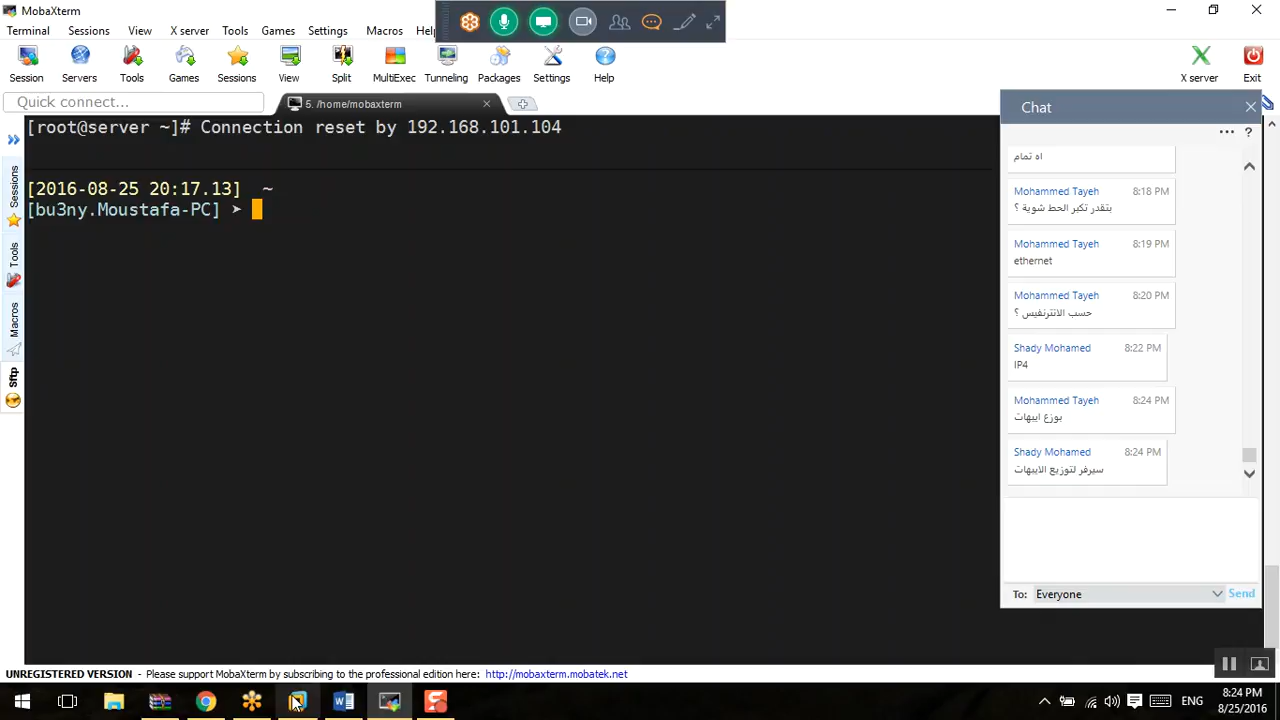 MobaXterm
Terminal Sessions View X server Tools Games Settings Macros
Session Servers Tools Games Sessions View Split MultiExec Tunneling Packages Settings Help X server Exit
Quick connect...
5. /home/mobaxterm
[root@server ~]# Connection reset by 192.168.101.104
[2016-08-25 20:17.13] ~
[bu3ny.Moustafa-PC] ➤
Sessions
Tools
Macros
Sftp
Chat
... ?
اه تمام
Mohammed Tayeh 8:18 PM
بتقدر تكبر الخط شوية ؟
Mohammed Tayeh 8:19 PM
ethernet
Mohammed Tayeh 8:20 PM
حسب الانترنفيس ؟
Shady Mohamed 8:22 PM
IP4
Mohammed Tayeh 8:24 PM
بوزع ايبهات
Shady Mohamed 8:24 PM
سيرفر لتوزيع الايبهات
To: Everyone Send
UNREGISTERED VERSION - Please support MobaXterm by subscribing to the professional edition here: http://mobaxterm.mobatek.net
ENG
8:24 PM
8/25/2016